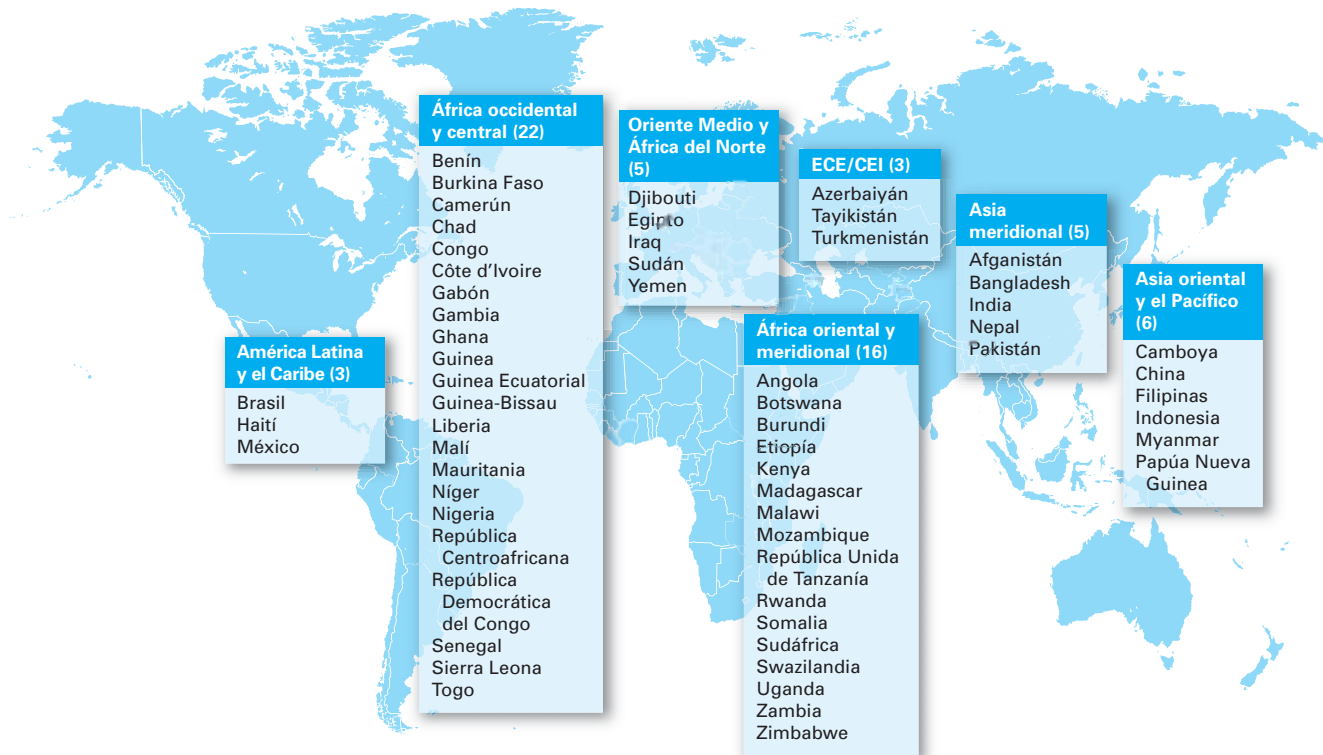 América Latina
y el Caribe (3)
Brasil
Haití
México
África occidental
y central (22)
Benín
Burkina Faso
Camerún
Chad
Congo
Côte d’Ivoire
Gabón
Gambia
Ghana
Guinea
Guinea Ecuatorial
Guinea-Bissau
Liberia
Malí
Mauritania
Níger
Nigeria
República
Centroafricana
República
Democrática
del Congo
Senegal
Sierra Leona
Togo
Oriente Medio y
África del Norte
(5)
Djibouti
Egipto
Iraq
Sudán
Yemen
ECE/CEI (3)
Azerbaiyán
Tayikistán
Turkmenistán
África oriental y
meridional (16)
Angola
Botswana
Burundi
Etiopía
Kenya
Madagascar
Malawi
Mozambique
República Unida
de Tanzanía
Rwanda
Somalia
Sudáfrica
Swazilandia
Uganda
Zambia
Zimbabwe
Asia
meridional (5)
Afganistán
Bangladesh
India
Nepal
Pakistán
Asia oriental
y el Pacífico
(6)
Camboya
China
Filipinas
Indonesia
Myanmar
Papúa Nueva
Guinea